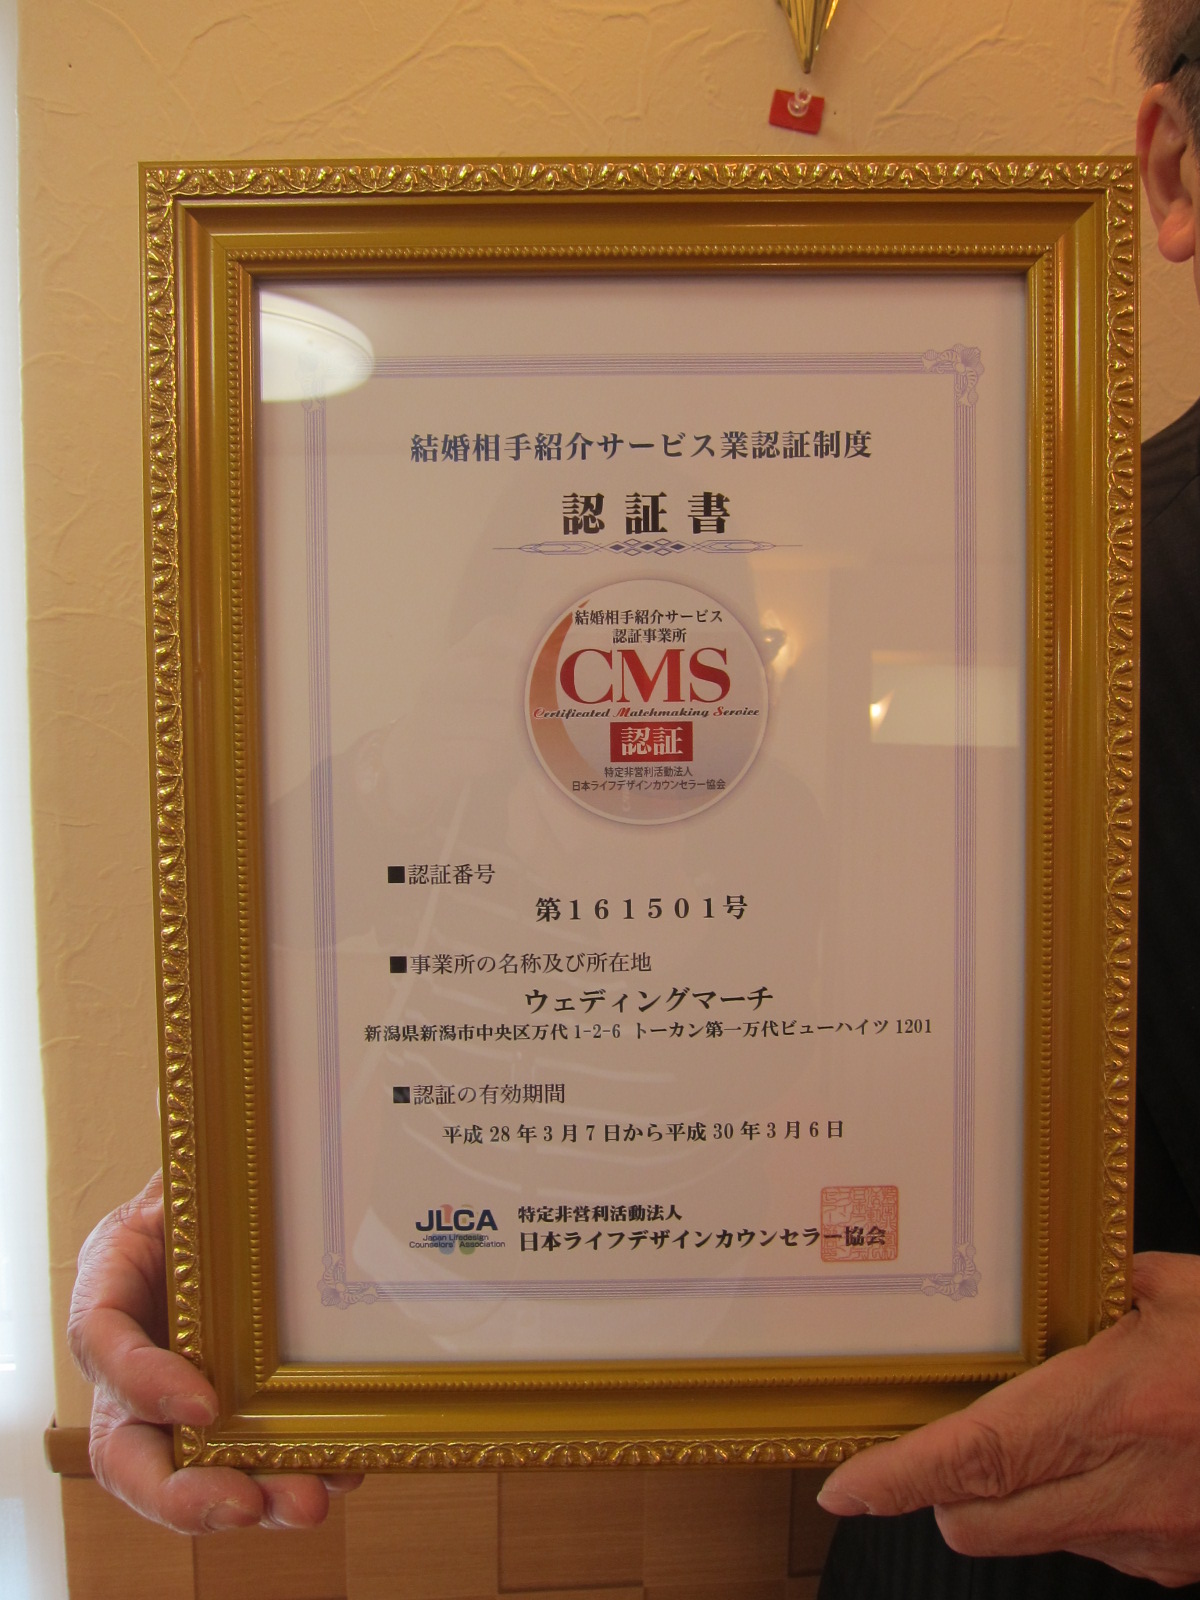 結婚相手紹介サービス業認証制度
認証書
結婚相手紹介サービス
認証事業所
CMS
Certificated Matchmaking Service
認証
特定非営利活動法人
日本ライフデザインカウンセラー協会
■認証番号
第161501号
■事業所の名称及び所在地
ウェディングマーチ
新潟県新潟市中央区万代1-2-6 トーカン第一万代ビューハイツ1201
■認証の有効期間
平成28年3月7日から平成30年3月6日
JLCA
Japan Lifedesign
Counselors' Association
特定非営利活動法人
日本ライフデザインカウンセラー協会